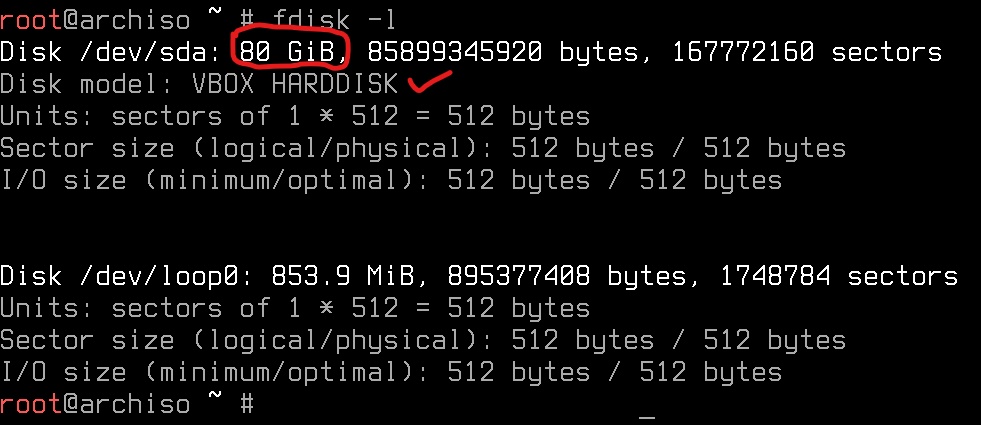 root@archiso ~ # fdisk -l
Disk /dev/sda: 80 GiB, 85899345920 bytes, 167772160 sectors
Disk model: VBOX HARDDISK
Units: sectors of 1 * 512 = 512 bytes
Sector size (logical/physical): 512 bytes / 512 bytes
I/O size (minimum/optimal): 512 bytes / 512 bytes
Disk /dev/loop0: 853.9 MiB, 895377408 bytes, 1748784 sectors
Units: sectors of 1 * 512 = 512 bytes
Sector size (logical/physical): 512 bytes / 512 bytes
I/O size (minimum/optimal): 512 bytes / 512 bytes
root@archiso ~ # _